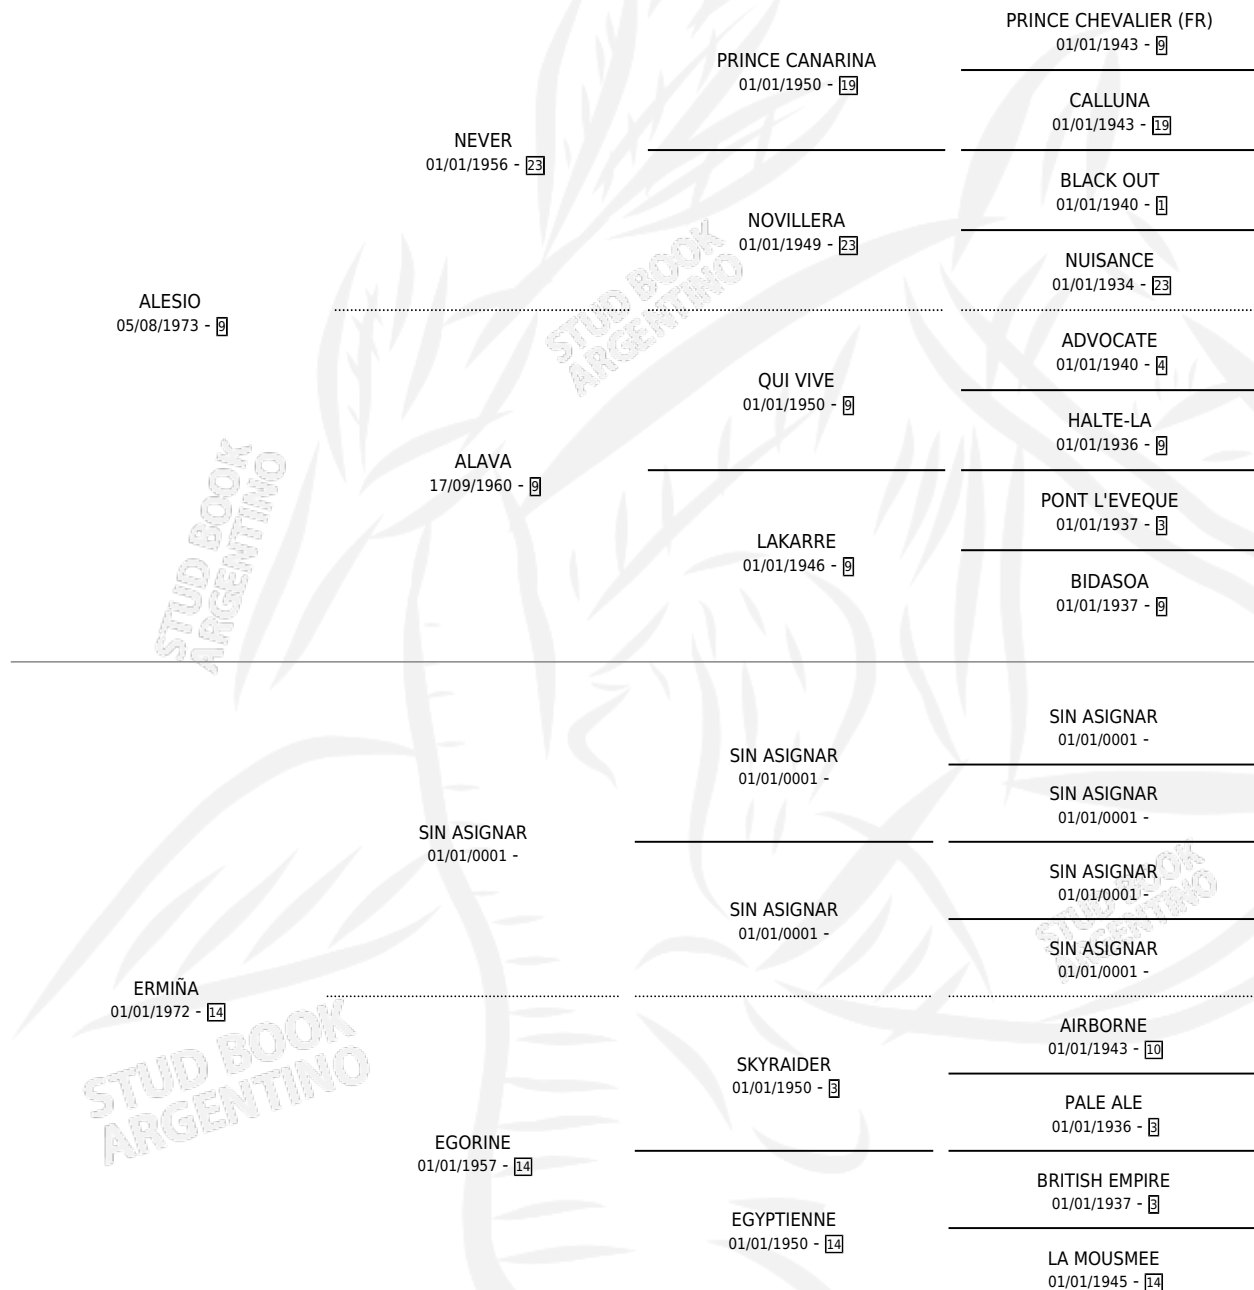 PRINCE CHEVALIER (FR)
01/01/1943 - 9
PRINCE CANARINA
01/01/1950 - 19
CALLUNA
01/01/1943 - 19
NEVER
01/01/1956 - 23
BLACK OUT
01/01/1940 - 1
NOVILLERA
01/01/1949 - 23
NUISANCE
01/01/1934 - 23
ALESIO
05/08/1973 - 9
ADVOCATE
01/01/1940 - 4
QUI VIVE
01/01/1950 - 9
HALTE-LA
01/01/1936 - 9
ALAVA
17/09/1960 - 9
PONT L'EVEQUE
01/01/1937 - 3
LAKARRE
01/01/1946 - 9
BIDASOA
01/01/1937 - 9
SIN ASIGNAR
01/01/0001 -
SIN ASIGNAR
01/01/0001 -
SIN ASIGNAR
01/01/0001 -
SIN ASIGNAR
01/01/0001 -
SIN ASIGNAR
01/01/0001 -
SIN ASIGNAR
01/01/0001 -
SIN ASIGNAR
01/01/0001 -
ERMIÑA
01/01/1972 - 14
AIRBORNE
01/01/1943 - 10
SKYRAIDER
01/01/1950 - 3
PALE ALE
01/01/1936 - 3
EGORINE
01/01/1957 - 14
BRITISH EMPIRE
01/01/1937 - 3
EGYPTIENNE
01/01/1950 - 14
LA MOUSMEE
01/01/1945 - 14
STUD BOOK
ARGENTINO
STUD BOOK
ARGENTINO
STUD BOOK
ARGENTINO
STUD BOOK
ARGENTINO